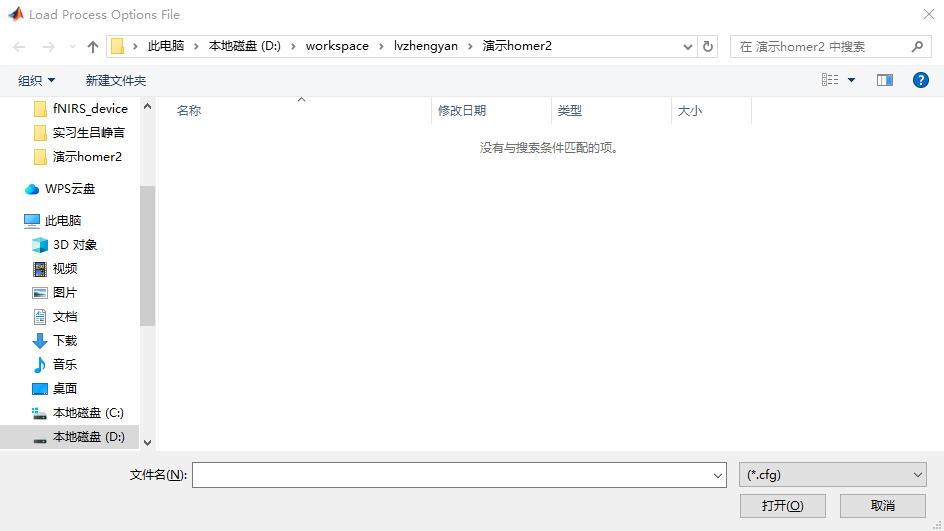 Load Process Options File
此电脑 › 本地磁盘 (D:) › workspace › lvzhengyan › 演示homer2
在 演示homer2 中搜索
组织
新建文件夹
名称
修改日期
类型
大小
没有与搜索条件匹配的项。
fNIRS_device
实习生吕峥言
演示homer2
WPS云盘
此电脑
3D 对象
视频
图片
文档
下载
音乐
桌面
本地磁盘 (C:)
本地磁盘 (D:)
文件名(N):
(*.cfg)
打开(O)
取消